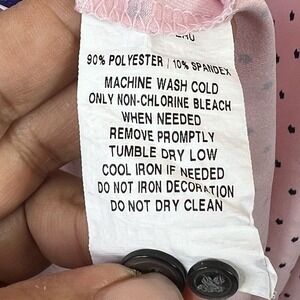 90% POLYESTER / 10% SPANDEX
MACHINE WASH COLD
ONLY NON-CHLORINE BLEACH
WHEN NEEDED
REMOVE PROMPTLY
TUMBLE DRY LOW
COOL IRON IF NEEDED
DO NOT IRON DECORATION
DO NOT DRY CLEAN